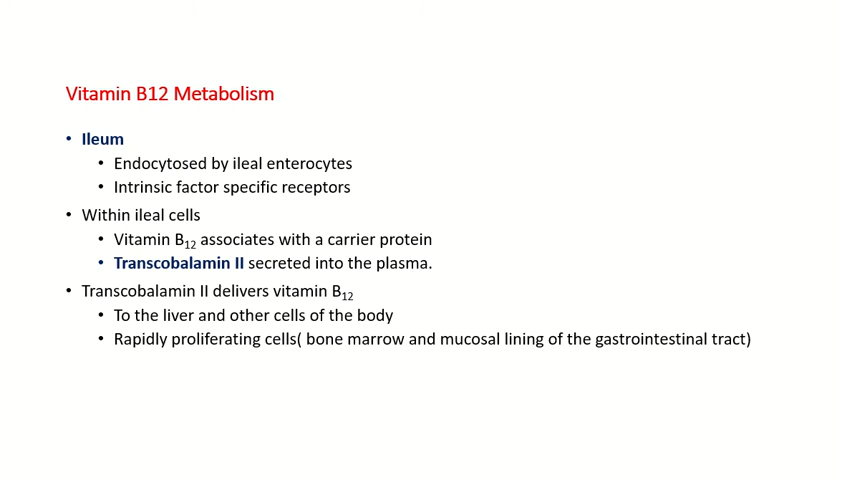 Vitamin B12 Metabolism
• Ileum
• Endocytosed by ileal enterocytes
• Intrinsic factor specific receptors
• Within ileal cells
• Vitamin B₁₂ associates with a carrier protein
• Transcobalamin II secreted into the plasma.
• Transcobalamin II delivers vitamin B₁₂
• To the liver and other cells of the body
• Rapidly proliferating cells( bone marrow and mucosal lining of the gastrointestinal tract)